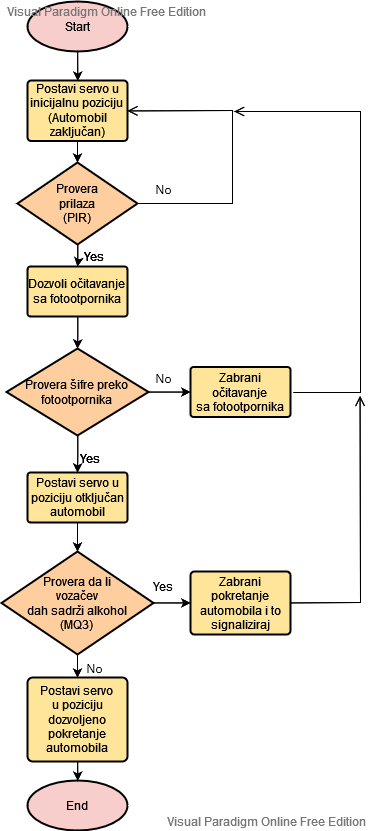 Visual Paradigm Online Free Edition
Start
Postavi servo u
inicijalnu poziciju
(Automobil
zaključan)
Provera
prilaza
(PIR)
No
Yes
Dozvoli očitavanje
sa fotootpornika
Provera šifre preko
fotootpornika
No
Zabrani
očitavanje
sa fotootpornika
Yes
Postavi servo u
poziciju otključan
automobil
Provera da li
vozačev
dah sadrži alkohol
(MQ3)
Yes
Zabrani
pokretanje
automobila i to
signaliziraj
No
Postavi servo
u poziciju
dozvoljeno
pokretanje
automobila
End
Visual Paradigm Online Free Edition